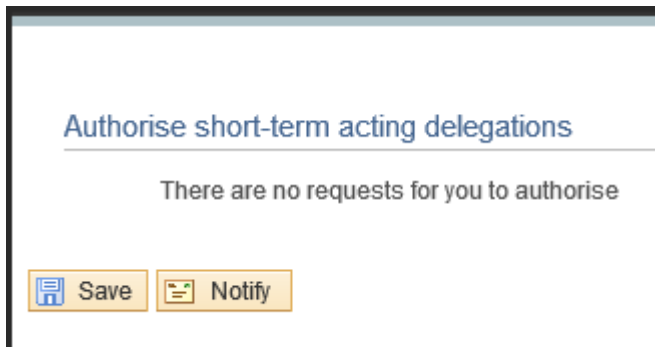 Authorise short-term acting delegations
There are no requests for you to authorise
Save Notify